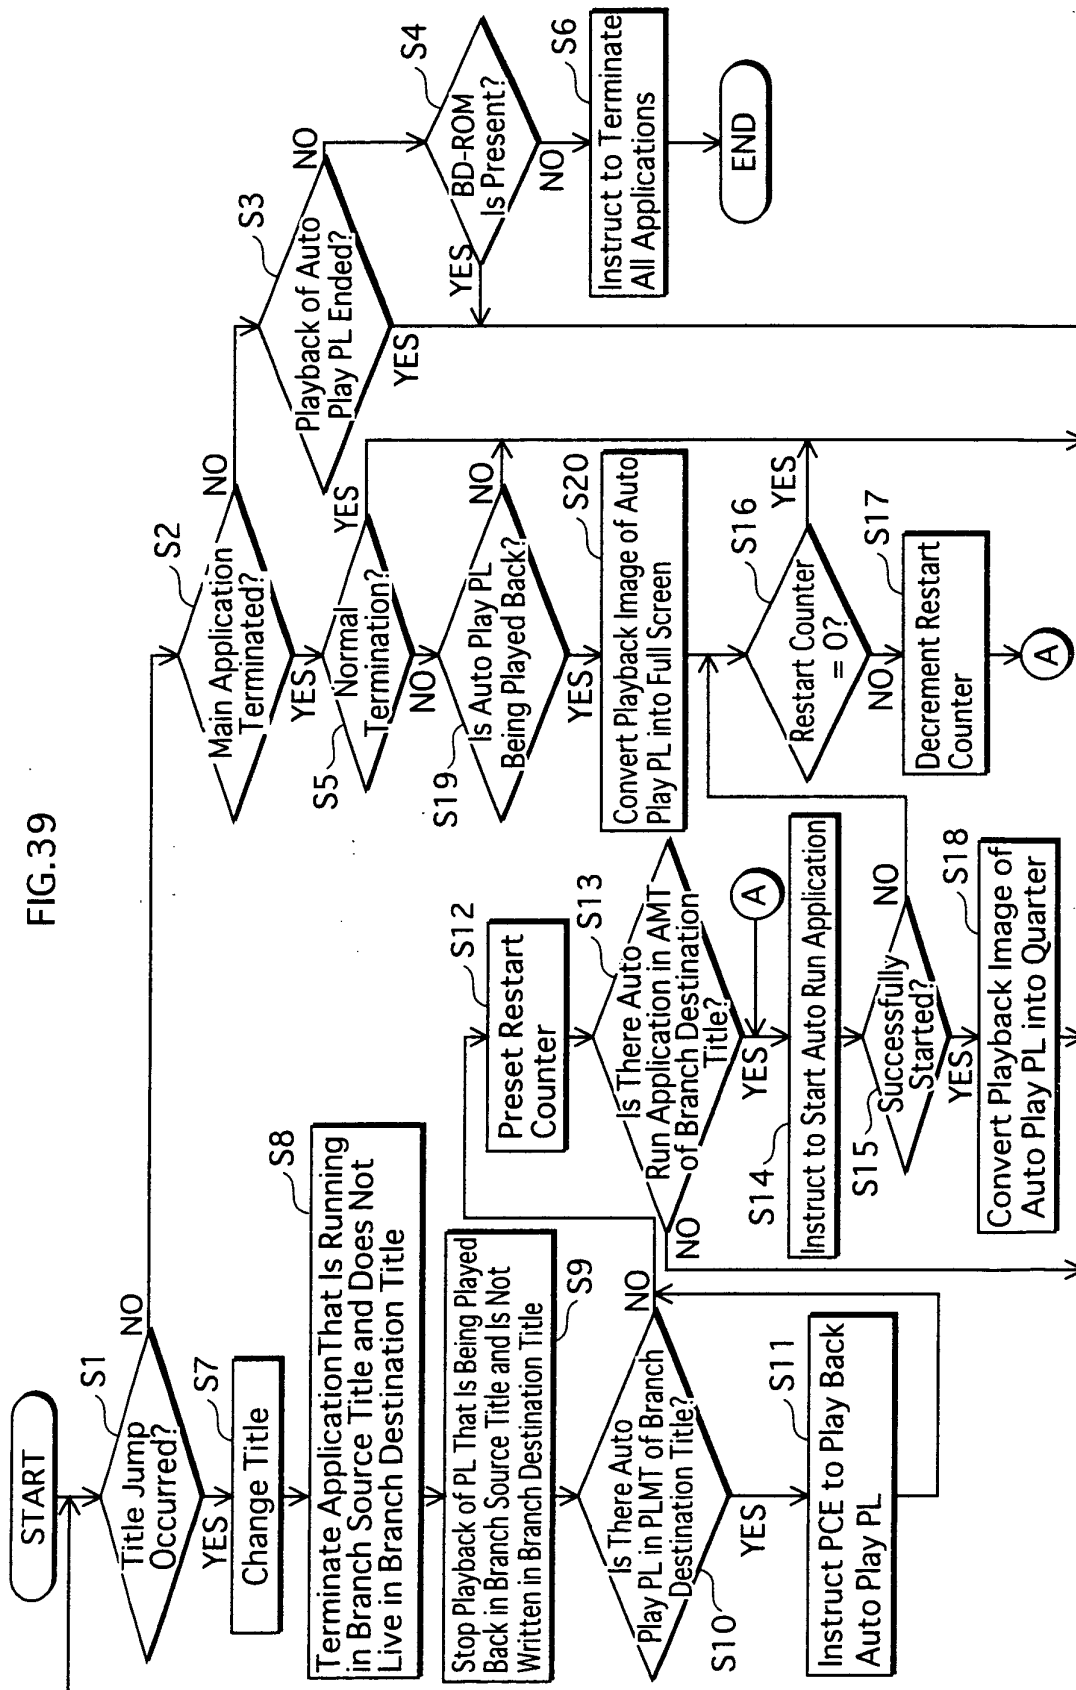 FIG.39
START
S1
Title Jump
Occurred?
NO
YES
S7
Change Title
S8
Terminate Application That Is Running
in Branch Source Title and Does Not
Live in Branch Destination Title
S9
Stop Playback of PL That Is Being Played
Back in Branch Source Title and Is Not
Written in Branch Destination Title
S10
Is There Auto
Play PL in PLMT of Branch
Destination Title?
NO
YES
S11
Instruct PCE to Play Back
Auto Play PL
S12
Preset Restart
Counter
S13
Is There Auto
Run Application in AMT
of Branch Destination
Title?
NO
YES
A
S14
Instruct to Start Auto Run Application
S15
Successfully
Started?
NO
YES
S18
Convert Playback Image of
Auto Play PL into Quarter
S2
Main Application
Terminated?
NO
YES
S5
Normal
Termination?
YES
NO
S19
Is Auto Play PL
Being Played Back?
NO
YES
S20
Convert Playback Image of Auto
Play PL into Full Screen
S16
Restart Counter
= 0?
YES
NO
S17
Decrement Restart
Counter
A
S3
Playback of Auto
Play PL Ended?
NO
YES
S4
BD-ROM
Is Present?
YES
NO
S6
Instruct to Terminate
All Applications
END